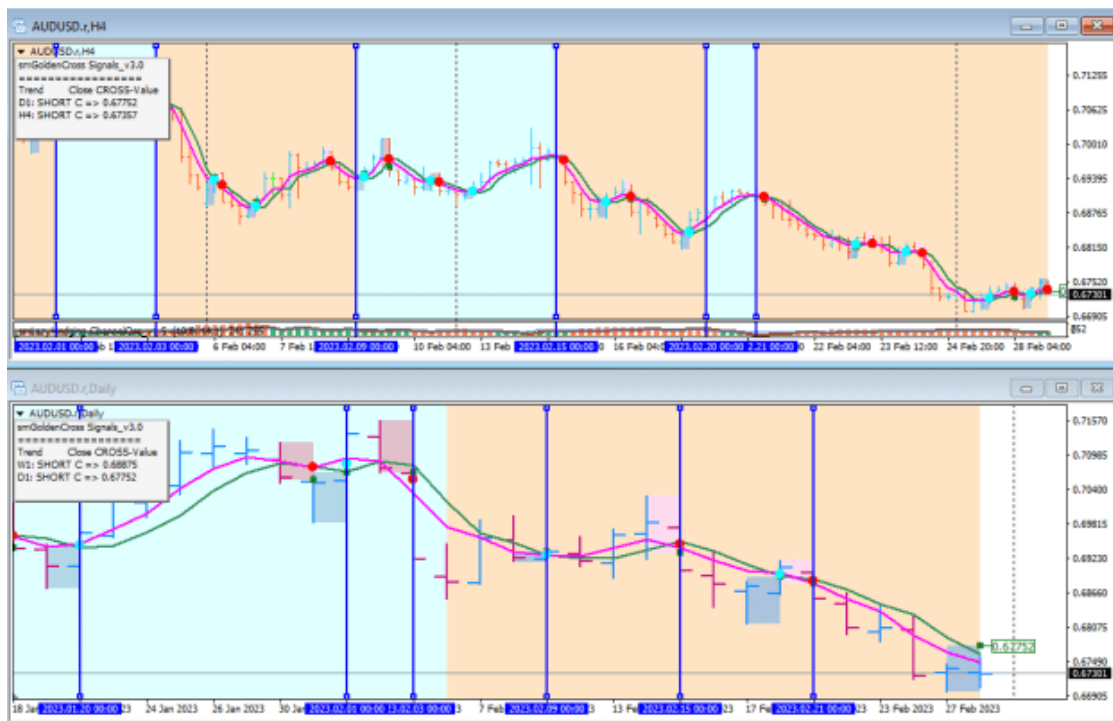 AUDUSD.r,H4
AUDUSD.r,H4
smGoldenCross Signals_v3.0
=================
Trend Close CROSS-Value
D1: SHORT C => 0.67752
H4: SHORT C => 0.67357
0.71255
0.70625
0.70010
0.69395
0.68765
0.68150
0.67520
0.67301
0.66905
2023.02.01 00:00
2023.02.03 00:00
6 Feb 04:00
7 Feb
2023.02.09 00:00
10 Feb 04:00
13 Feb
2023.02.15 00:00
16 Feb 04:00
2023.02.20 00:00
2.21 00:00
22 Feb 04:00
23 Feb 12:00
24 Feb 20:00
28 Feb 04:00
AUDUSD.r,Daily
AUDUSD.r,Daily
smGoldenCross Signals_v3.0
=================
Trend Close CROSS-Value
W1: SHORT C => 0.68875
D1: SHORT C => 0.67752
0.71570
0.70985
0.70400
0.69815
0.69230
0.68660
0.68075
0.67752
0.67490
0.67301
0.66905
18 Jan
2023.01.20 00:00
24 Jan 2023
26 Jan 2023
30 Jan
2023.02.01 00:00
02.03 00:00
7 Feb
2023.02.09 00:00
13 Feb
2023.02.15 00:00
17 Feb
2023.02.21 00:00
23 Feb 2023
27 Feb 2023